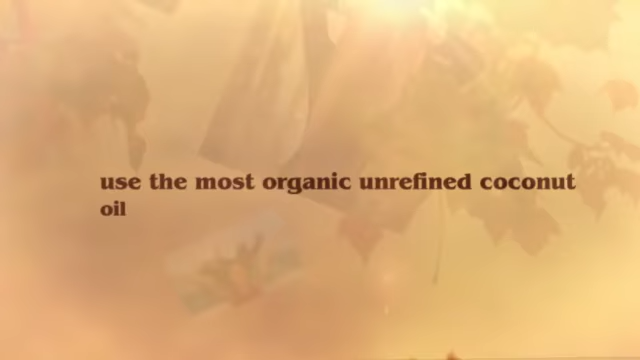 use the most organic unrefined coconut
oil